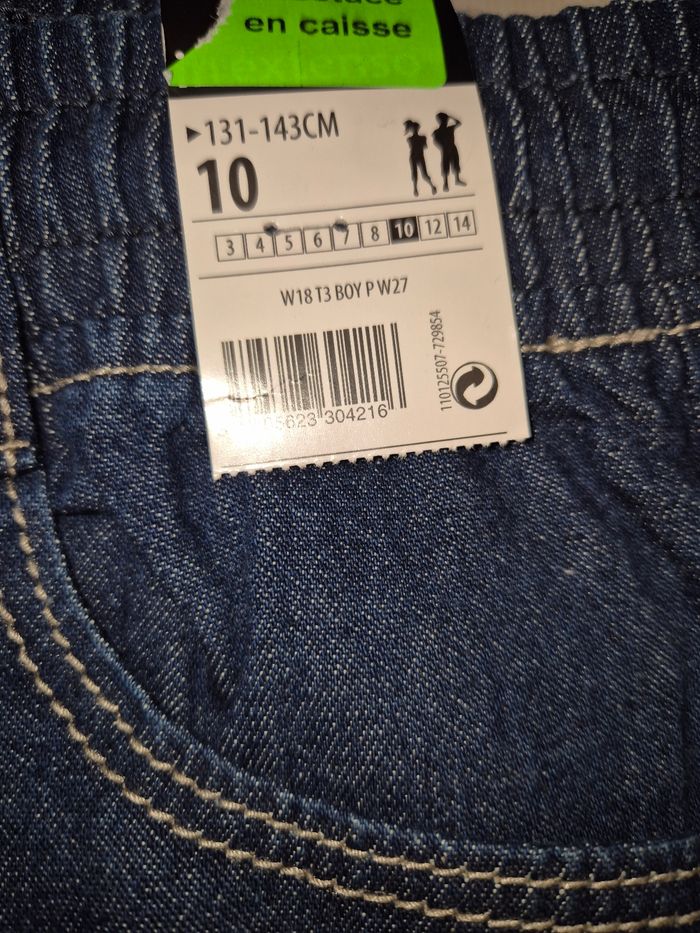 en caisse
▸131-143CM
10
3 4 5 6 7 8 10 12 14
W18 T3 BOY P W27
110125507-729854
5623 304216